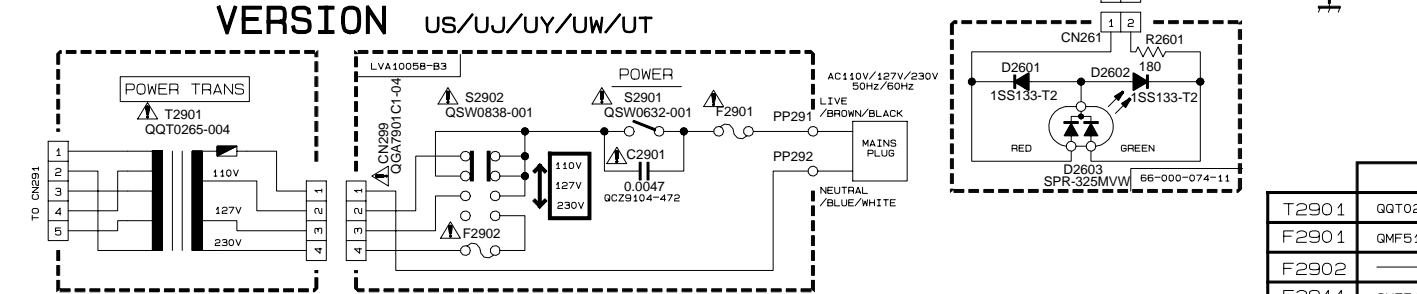 VERSION US/UJ/UY/UW/UT
POWER TRANS
T2901
QQT0265-004
TO CN291
1
2
3
4
5
110V
127V
230V
1
2
3
4
LVA10058-B3
CN299
QGA7901C1-04
1
2
3
4
S2902
QSW0838-001
F2902
110V
127V
230V
POWER
S2901
QSW0632-001
C2901
0.0047
QCZ9104-472
F2901
PP291
PP292
AC110V/127V/230V
50Hz/60Hz
LIVE
/BROWN/BLACK
MAINS
PLUG
NEUTRAL
/BLUE/WHITE
1 2
CN261
R2601
180
D2601
1SS133-T2
D2602
1SS133-T2
RED
GREEN
D2603
SPR-325MVW
66-000-074-11
T2901 QQT02
F2901 QMF51
F2902 —